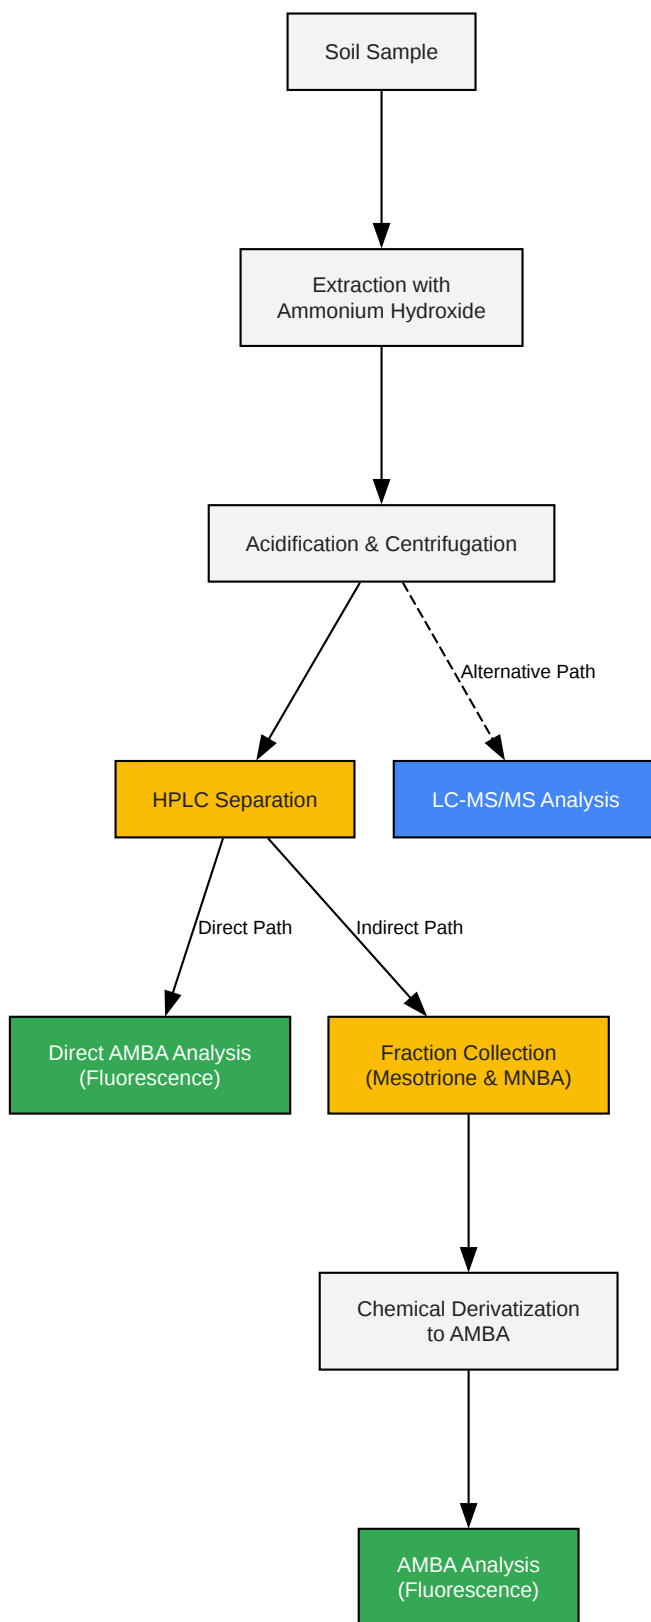 Soil Sample
Extraction with
Ammonium Hydroxide
Acidification & Centrifugation
Alternative Path
HPLC Separation
LC-MS/MS Analysis
Direct Path
Indirect Path
Direct AMBA Analysis
(Fluorescence)
Fraction Collection
(Mesotrione & MNBA)
Chemical Derivatization
to AMBA
AMBA Analysis
(Fluorescence)